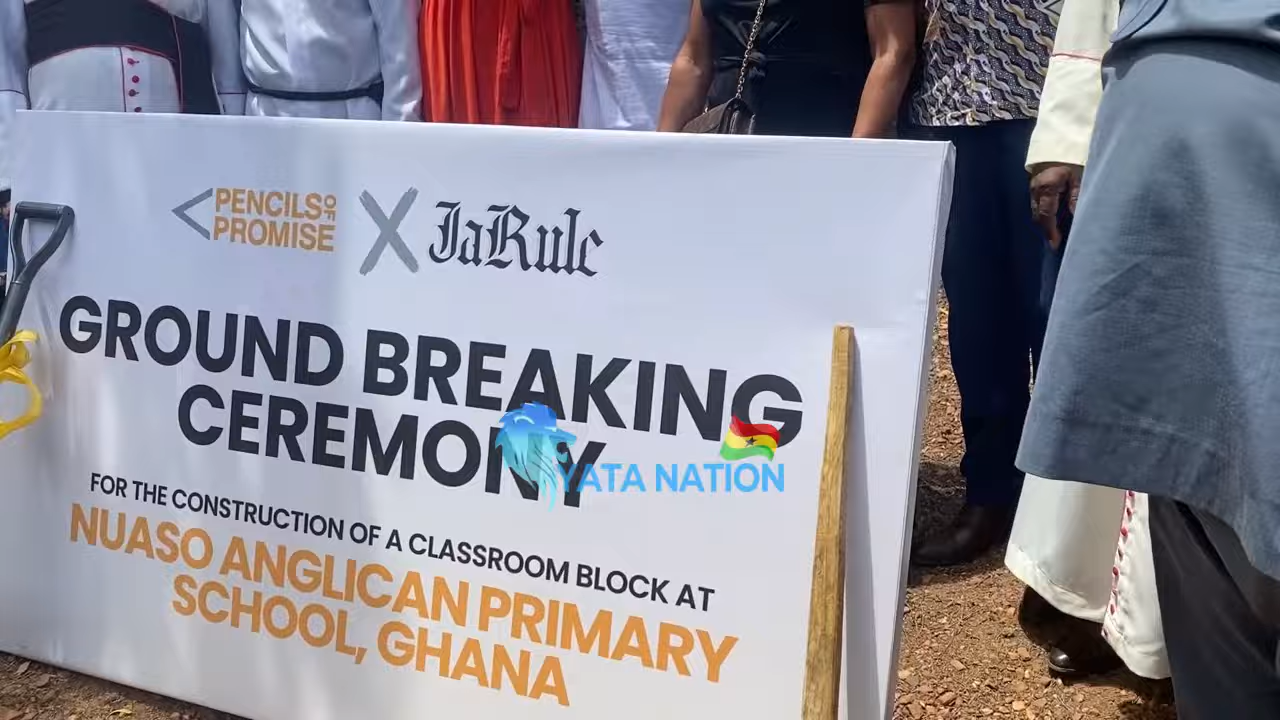 PENCILS OF PROMISE X JaRule
GROUND BREAKING
CEREMONY
YATA NATION
FOR THE CONSTRUCTION OF A CLASSROOM BLOCK AT
NUASO ANGLICAN PRIMARY
SCHOOL, GHANA